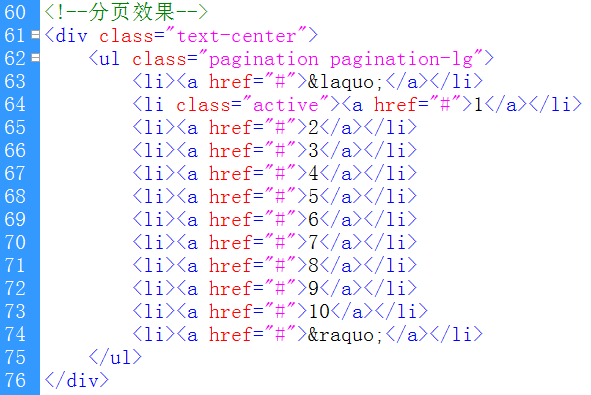 60 <!--分页效果-->
61 <div class="text-center">
62     <ul class="pagination pagination-lg">
63         <li><a href="#">&laquo;</a></li>
64         <li class="active"><a href="#">1</a></li>
65         <li><a href="#">2</a></li>
66         <li><a href="#">3</a></li>
67         <li><a href="#">4</a></li>
68         <li><a href="#">5</a></li>
69         <li><a href="#">6</a></li>
70         <li><a href="#">7</a></li>
71         <li><a href="#">8</a></li>
72         <li><a href="#">9</a></li>
73         <li><a href="#">10</a></li>
74         <li><a href="#">&raquo;</a></li>
75     </ul>
76 </div>